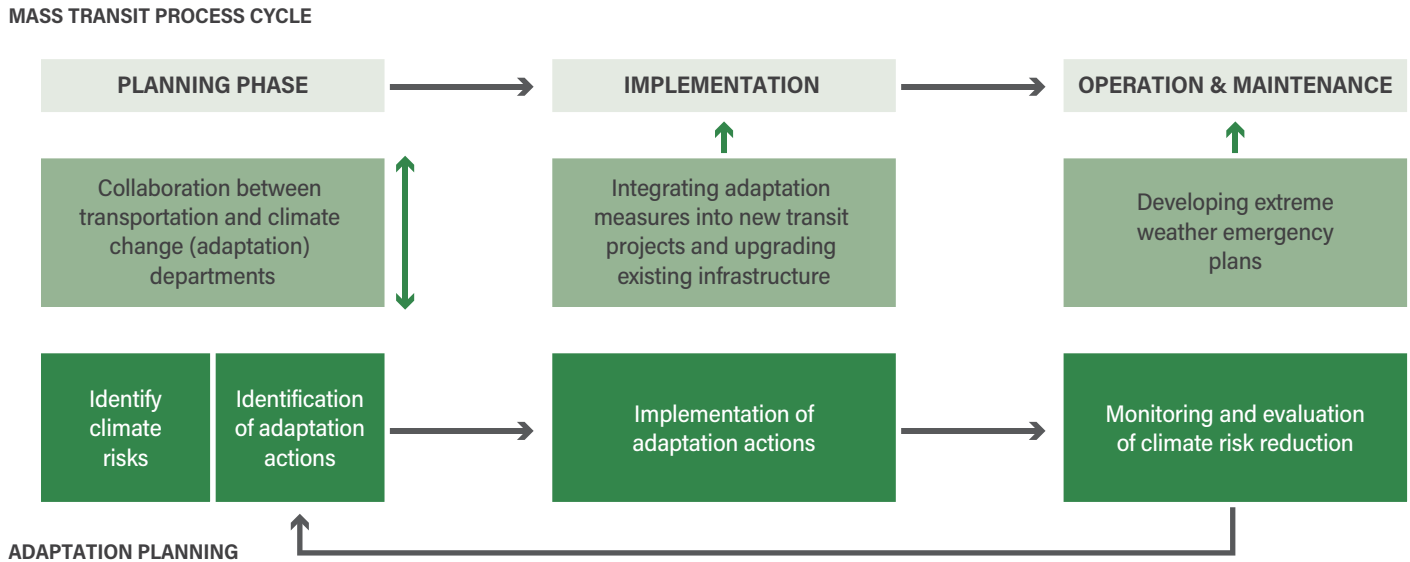 MASS TRANSIT PROCESS CYCLE
PLANNING PHASE
IMPLEMENTATION
OPERATION & MAINTENANCE
Collaboration between
transportation and climate
change (adaptation)
departments
Integrating adaptation
measures into new transit
projects and upgrading
existing infrastructure
Developing extreme
weather emergency
plans
Identify
climate
risks
Identification
of adaptation
actions
Implementation of
adaptation actions
Monitoring and evaluation
of climate risk reduction
ADAPTATION PLANNING